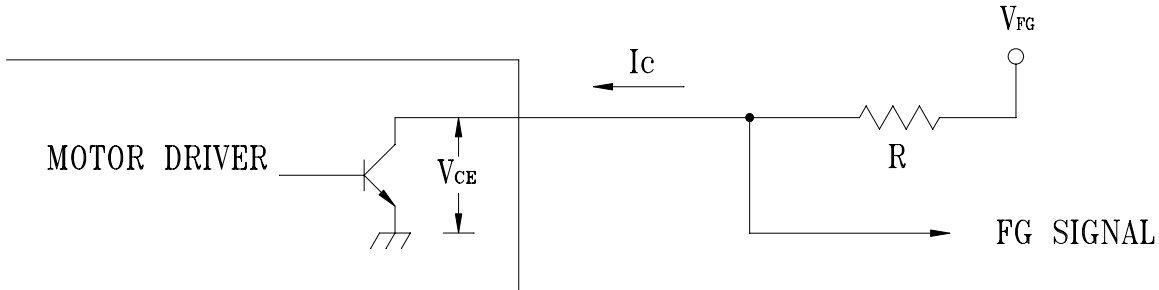 VFG
Ic
MOTOR DRIVER
VCE
R
FG SIGNAL